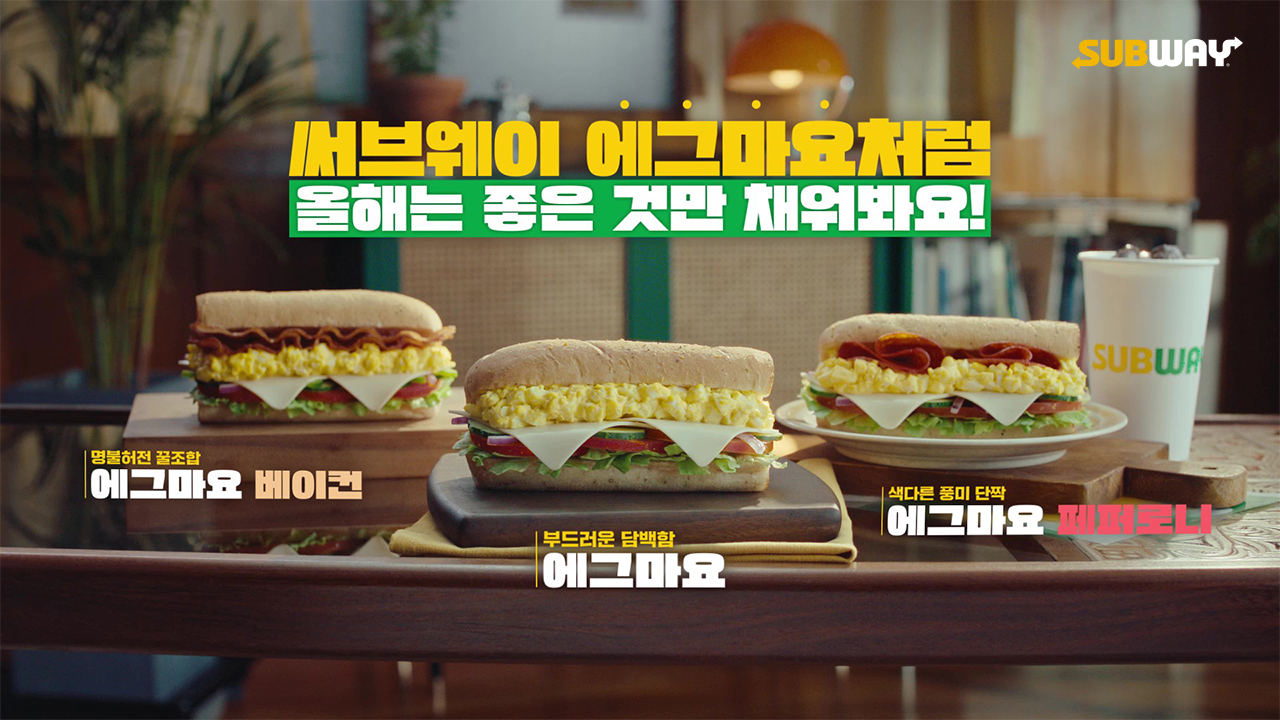 SUBWAY
써브웨이 에그마요처럼
올해는 좋은 것만 채워봐요!
명불허전 꿀조합
에그마요 베이컨
부드러운 담백함
에그마요
색다른 풍미 단짝
에그마요 페퍼로니
SUBWAY